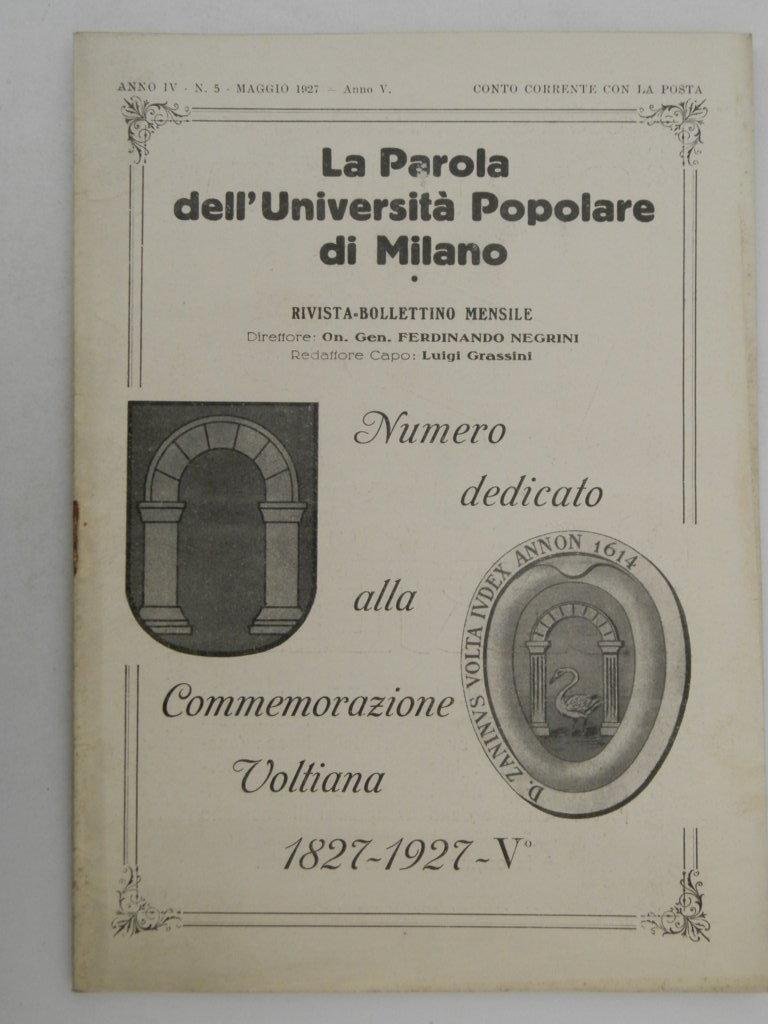 ANNO IV - N. 5 - MAGGIO 1927 - Anno V.
CONTO CORRENTE CON LA POSTA
La Parola
dell'Università Popolare
di Milano
RIVISTA-BOLLETTINO MENSILE
Direttore: On. Gen. FERDINANDO NEGRINI
Redattore Capo: Luigi Grassini
Numero
dedicato
alla
D. ZANINVS VOLTA IVDEX ANNON 1614
Commemorazione
Voltiana
1827-1927-V°